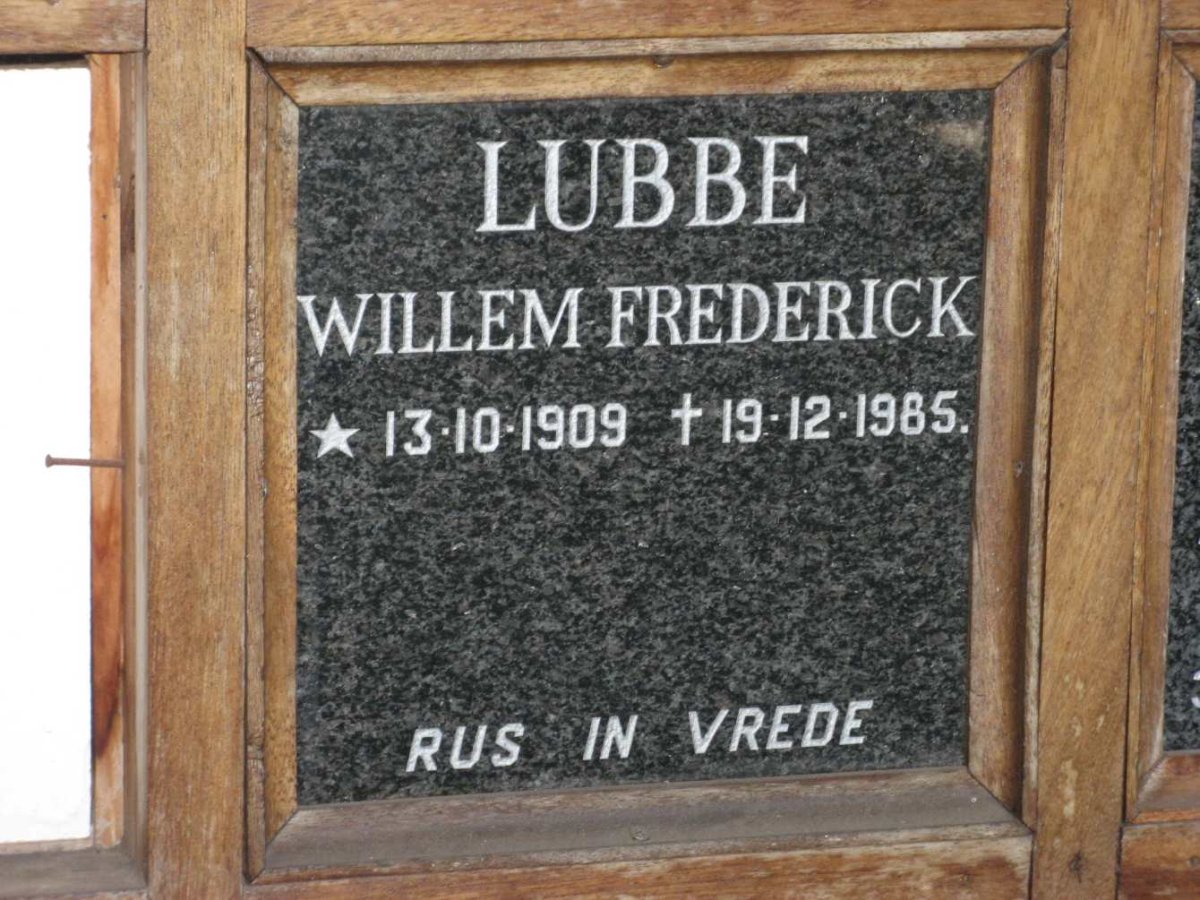 LUBBE
WILLEM FREDERICK
★ 13-10-1909 † 19-12-1985.
RUS IN VREDE